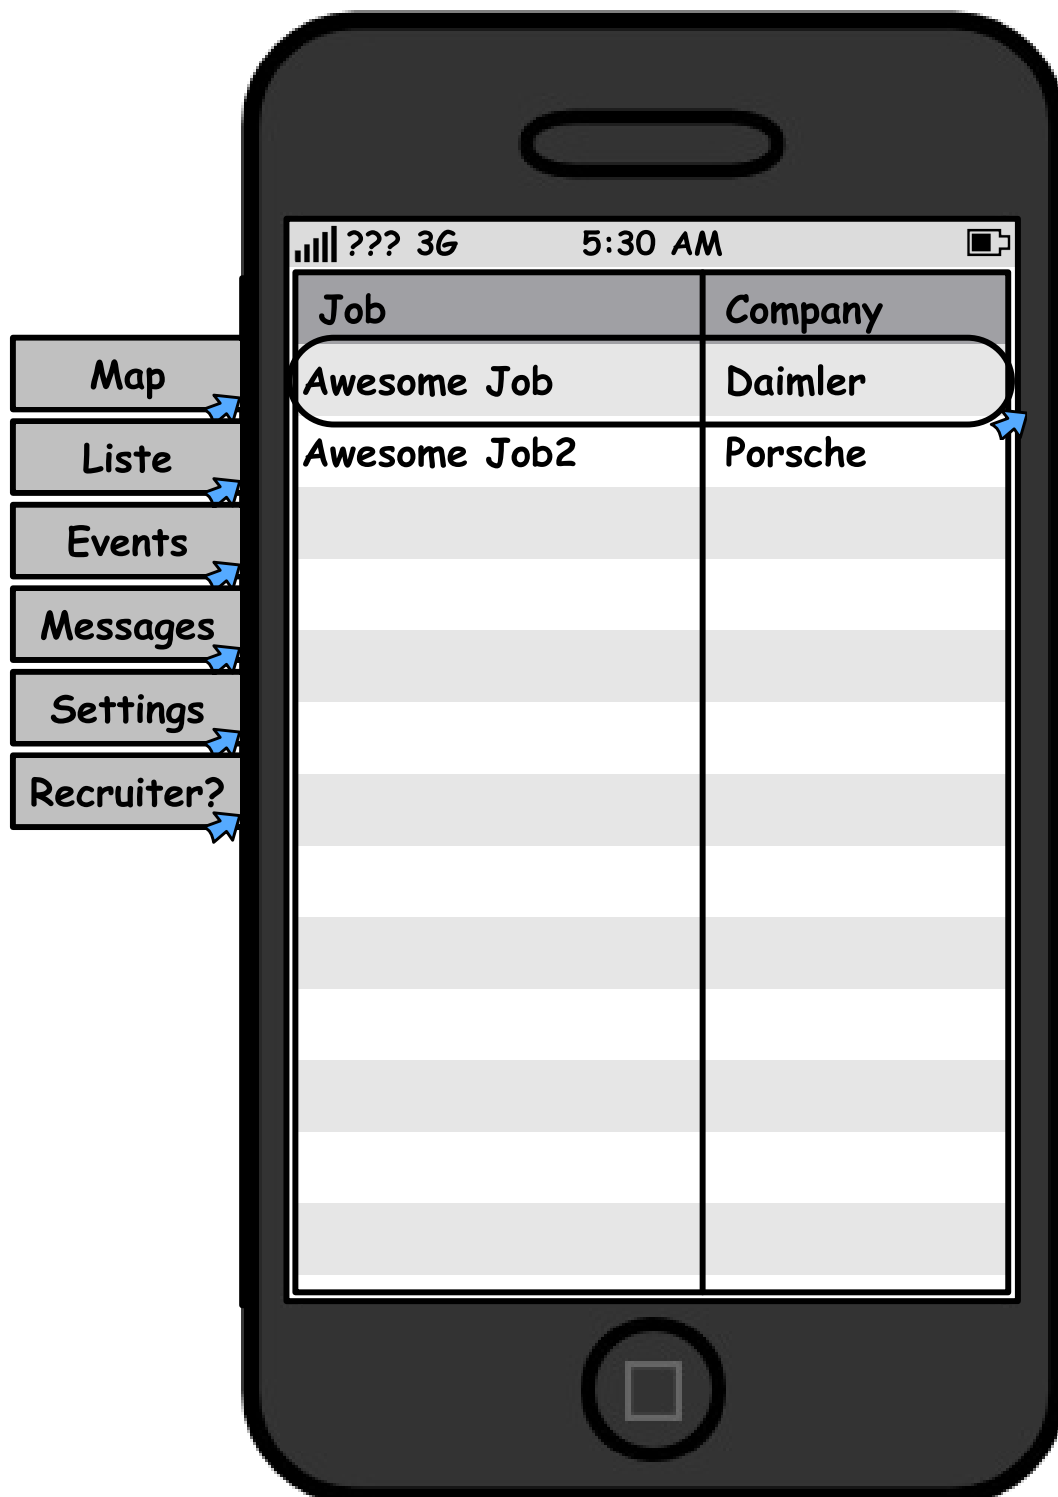 ??? 3G 5:30 AM
Job Company
Awesome Job Daimler
Awesome Job2 Porsche
Map
Liste
Events
Messages
Settings
Recruiter?